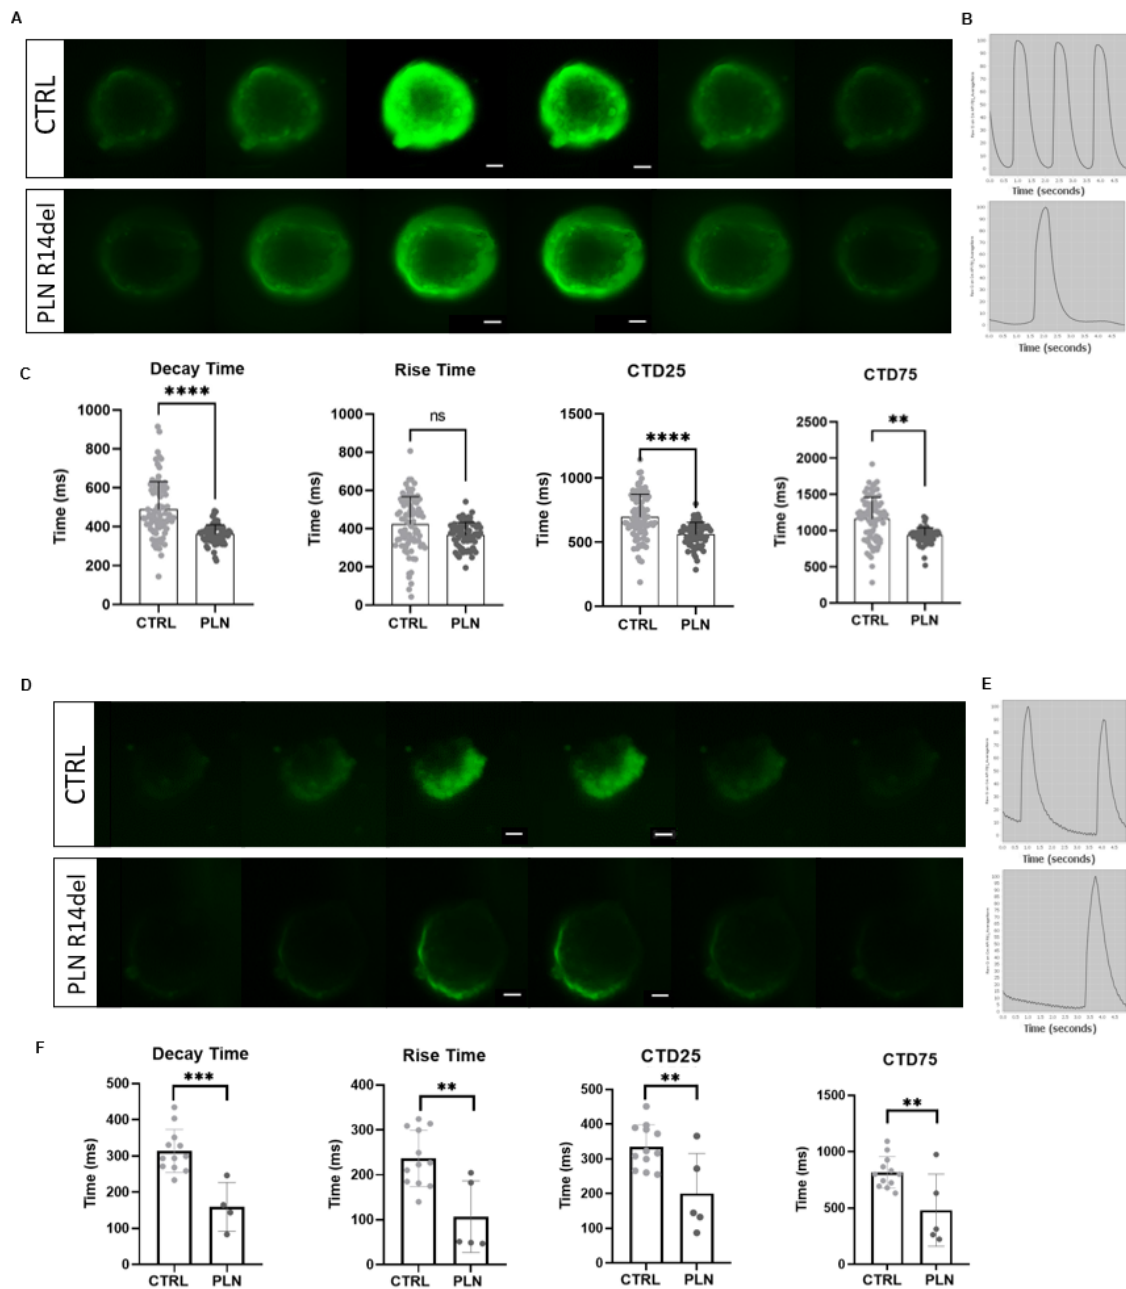 A
B
CTRL
PLN R14del
Time (seconds)
Time (seconds)
C
Decay Time
Rise Time
CTD25
CTD75
****
ns
****
**
Time (ms)
1000
800
600
400
200
0
CTRL PLN
Time (ms)
1000
800
600
400
200
0
CTRL PLN
Time (ms)
1500
1000
500
0
CTRL PLN
Time (ms)
2500
2000
1500
1000
500
0
CTRL PLN
D
E
CTRL
PLN R14del
Time (seconds)
Time (seconds)
F
Decay Time
Rise Time
CTD25
CTD75
***
**
**
**
Time (ms)
500
400
300
200
100
0
CTRL PLN
Time (ms)
400
300
200
100
0
CTRL PLN
Time (ms)
500
400
300
200
100
0
CTRL PLN
Time (ms)
1500
1000
500
0
CTRL PLN